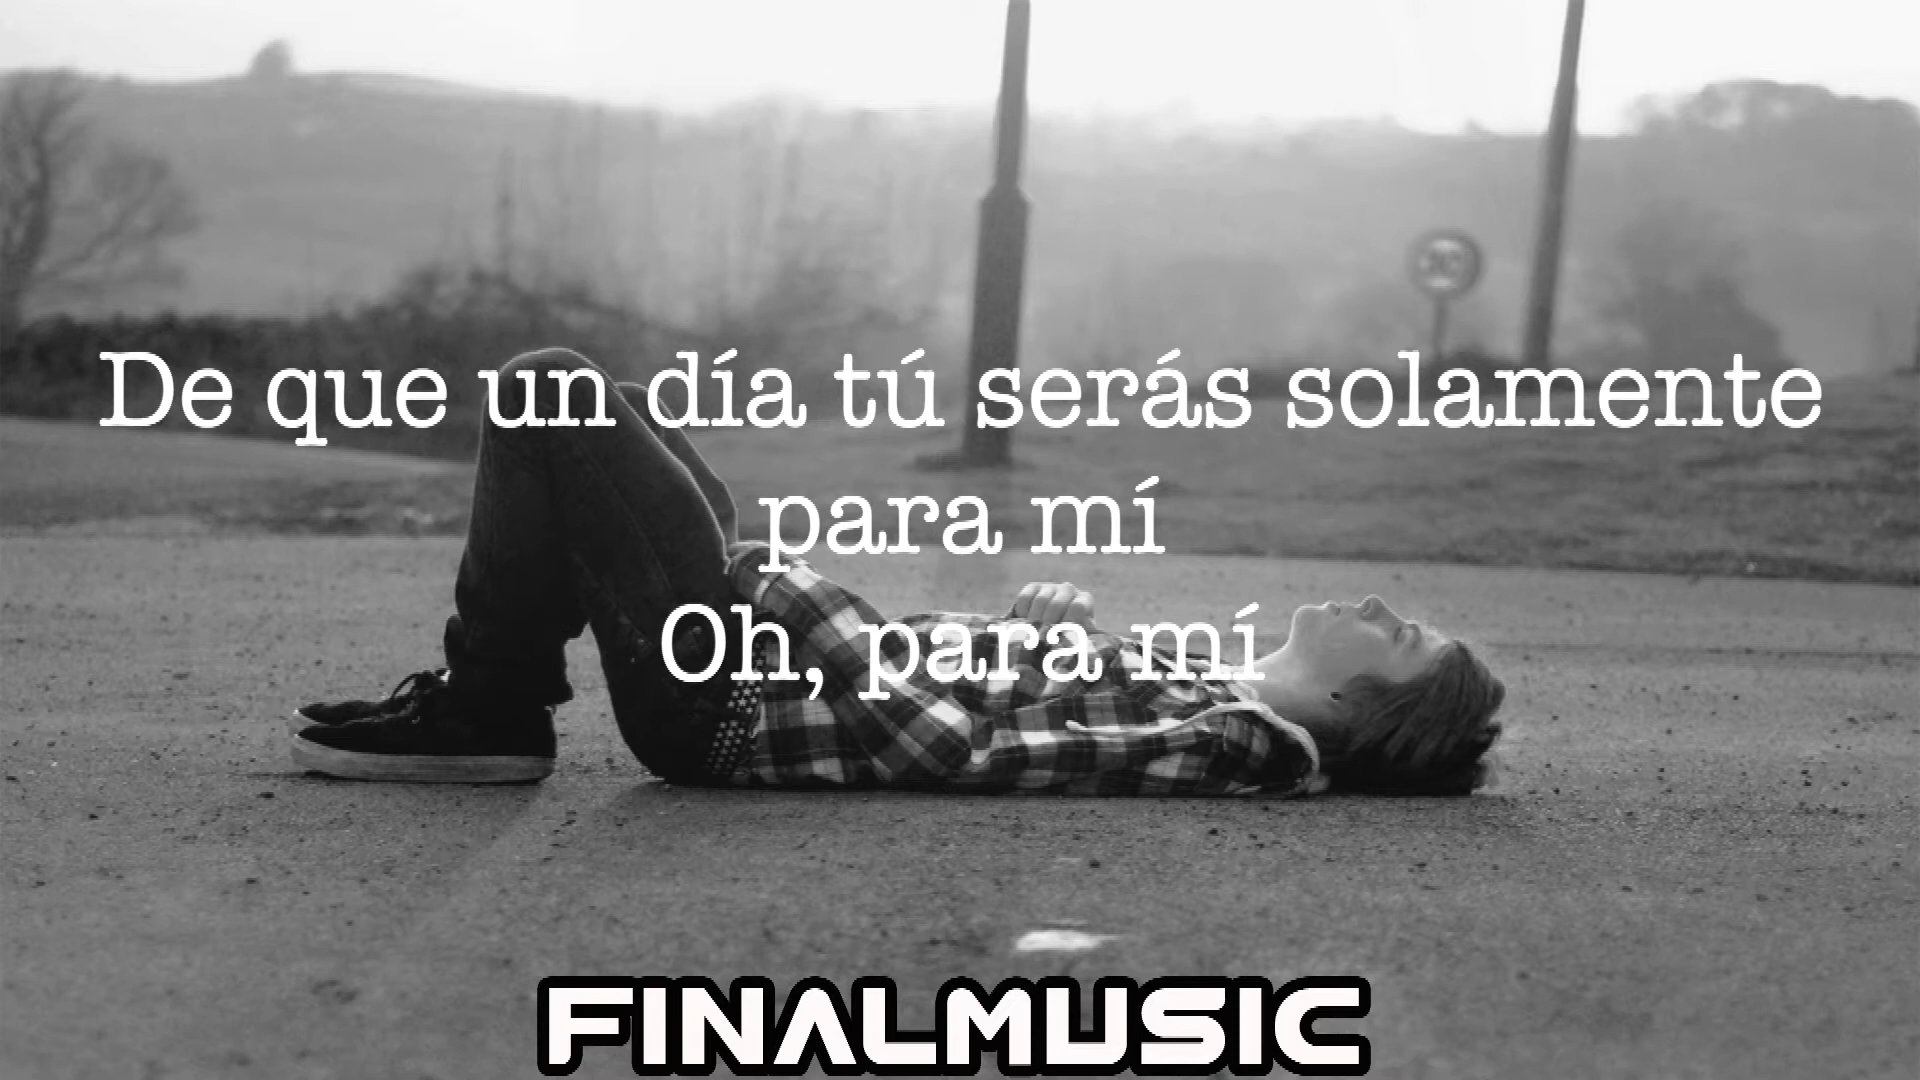 De que un día tú serás solamente
para mí
Oh, para mí
FINALMUSIC